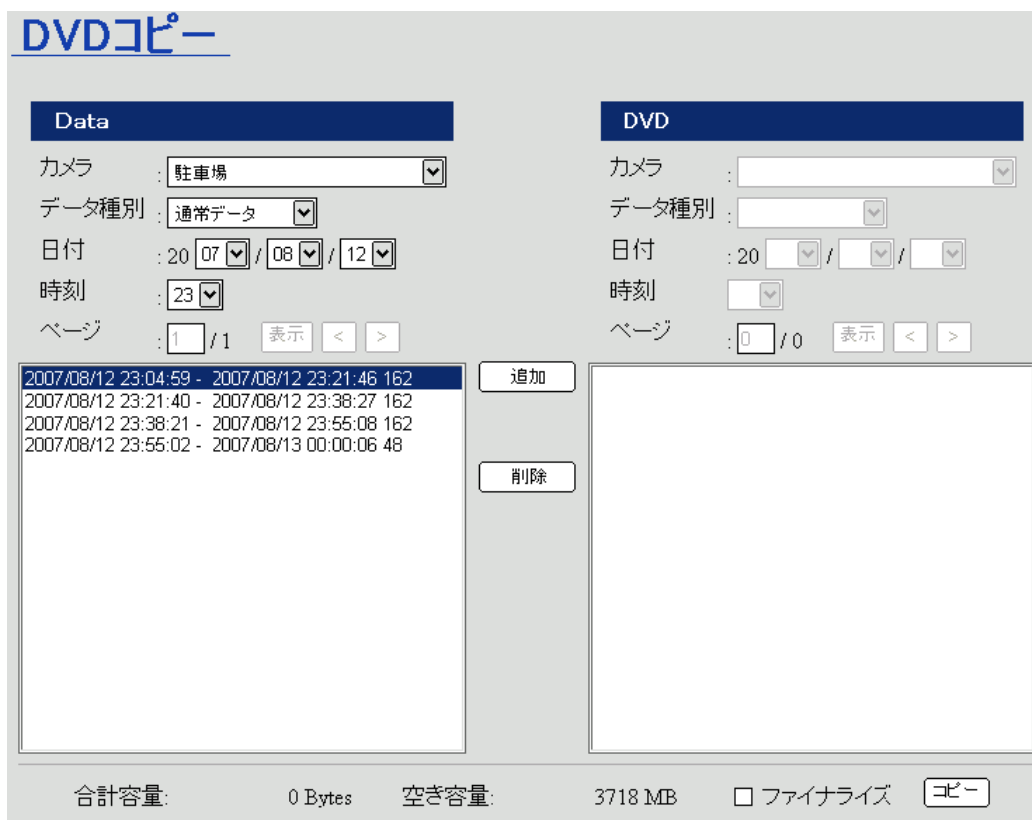 DVDコピー
Data
カメラ : 駐車場
データ種別 : 通常データ
日付 : 20 07 / 08 / 12
時刻 : 23
ページ : 1 / 1 表示 < >
2007/08/12 23:04:59 - 2007/08/12 23:21:46 162
2007/08/12 23:21:40 - 2007/08/12 23:38:27 162
2007/08/12 23:38:21 - 2007/08/12 23:55:08 162
2007/08/12 23:55:02 - 2007/08/13 00:00:06 48
追加
削除
DVD
カメラ :
データ種別 :
日付 : 20 / /
時刻
ページ : 0 / 0 表示 < >
合計容量: 0 Bytes 空き容量: 3718 MB ファイナライズ コピー